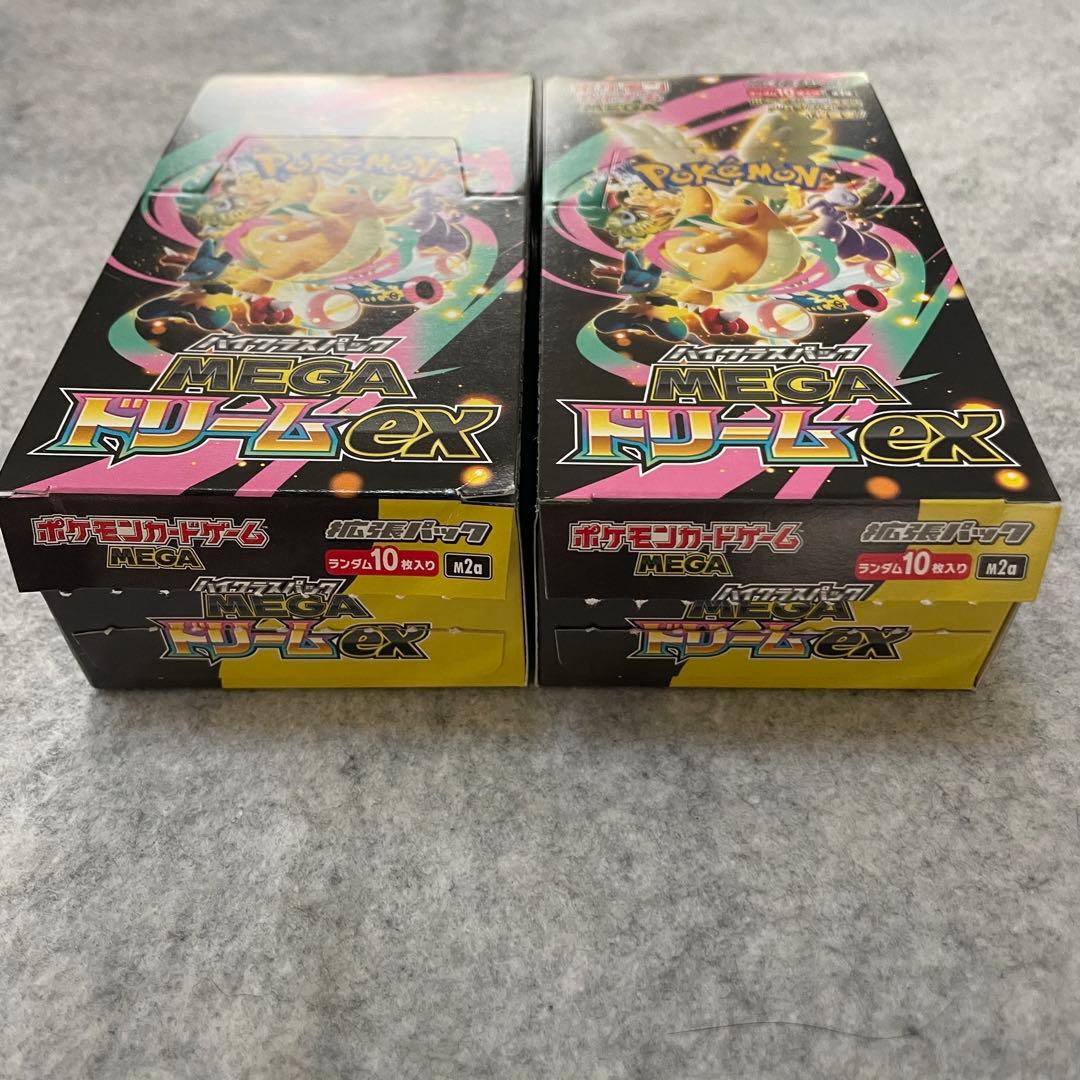 POKÉMON
ハイクラスパック
MEGA
ドリームex
ポケモンカードゲーム
MEGA
拡張パック
ランダム10枚入り
M2a
ハイクラスパック
MEGA
ドリームex
POKÉMON
ハイクラスパック
MEGA
ドリームex
ポケモンカードゲーム
MEGA
拡張パック
ランダム10枚入り
M2a
ハイクラスパック
MEGA
ドリームex